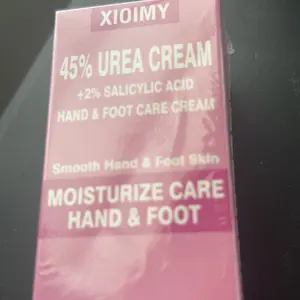 XIOIMY
45% UREA CREAM
+2% SALICYLIC ACID
HAND & FOOT CARE CREAM
Smooth Hand & Foot Skin
MOISTURIZE CARE
HAND & FOOT